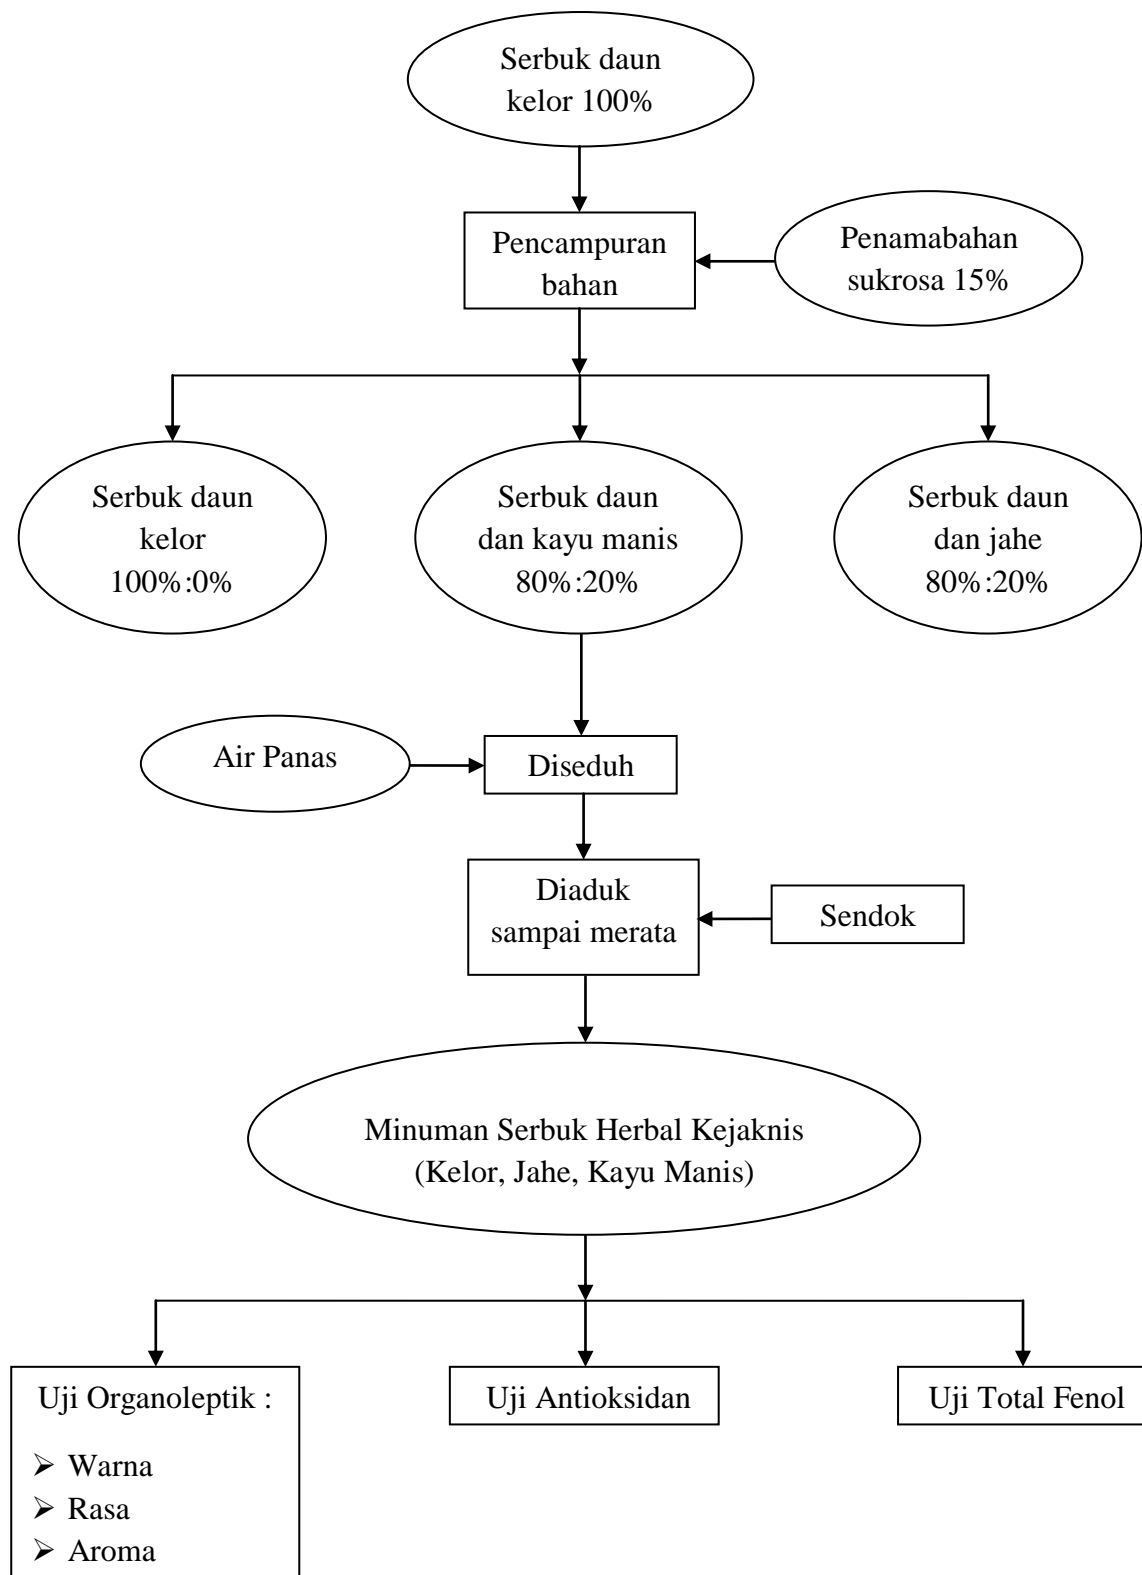 Serbuk daun
kelor 100%
Pencampuran
bahan
Penamabahan
sukrosa 15%
Serbuk daun
kelor
100%:0%
Serbuk daun
dan kayu manis
80%:20%
Serbuk daun
dan jahe
80%:20%
Air Panas
Diseduh
Diaduk
sampai merata
Sendok
Minuman Serbuk Herbal Kejaknis
(Kelor, Jahe, Kayu Manis)
Uji Organoleptik :
➢ Warna
➢ Rasa
➢ Aroma
Uji Antioksidan
Uji Total Fenol